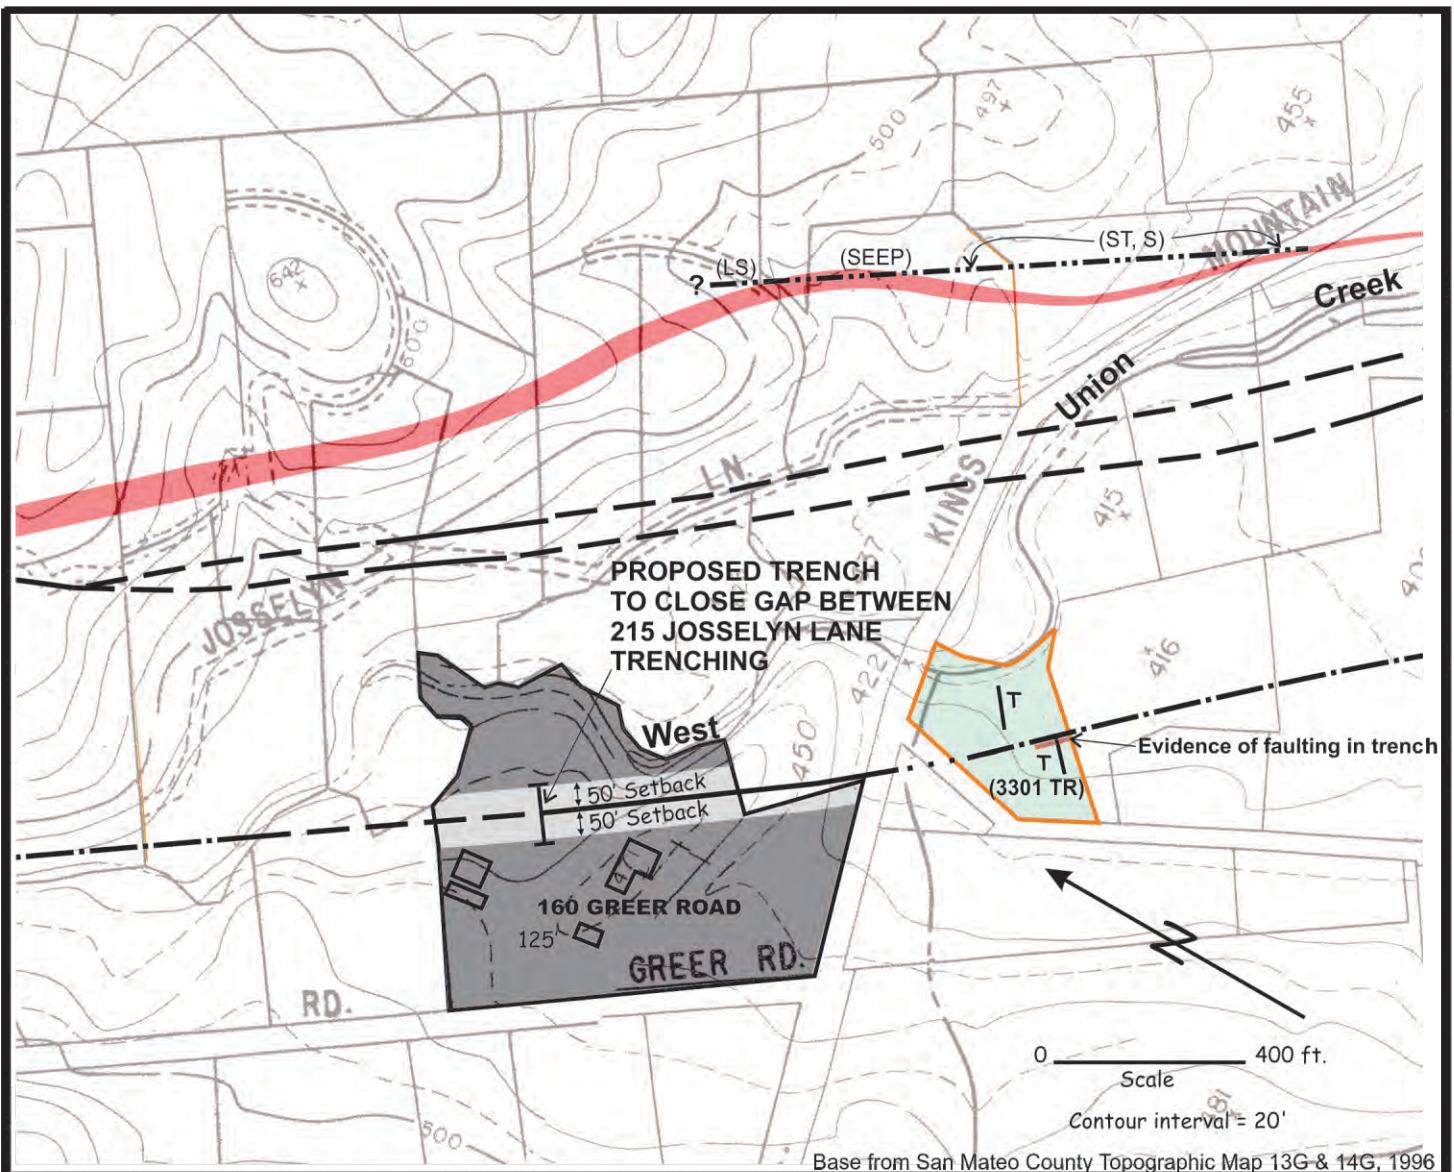 497
500
455
MOUNTAIN
(ST, S)
(SEEP)
(LS)
?
642
500
Creek
Union
LN.
KINGS
415
437
JOSSELYN
PROPOSED TRENCH
TO CLOSE GAP BETWEEN
215 JOSSELYN LANE
TRENCHING
422
416
T
West
450
Evidence of faulting in trench
T
(3301 TR)
50' Setback
50' Setback
160 GREER ROAD
125'
GREER RD.
RD.
N
0 400 ft.
Scale
481
Contour interval = 20'
500
Base from San Mateo County Topographic Map 13G & 14G, 1996